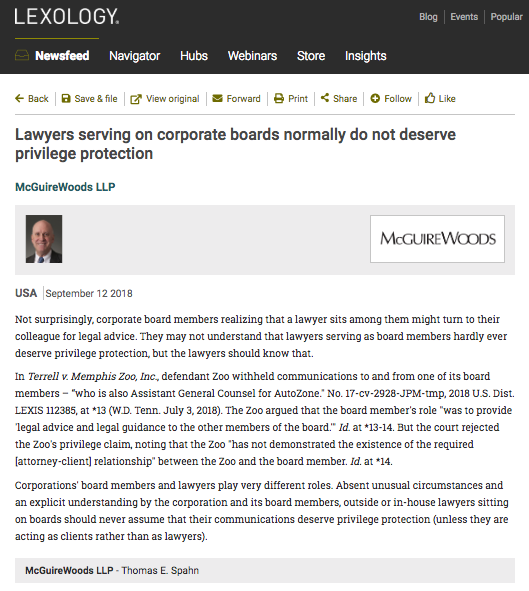 LEXOLOGY.
Blog Events Popular
Newsfeed Navigator Hubs Webinars Store Insights
Back Save & file View original Forward Print Share Follow Like
Lawyers serving on corporate boards normally do not deserve
privilege protection
McGuireWoods LLP
MCGUIREWOODS
USA September 12 2018
Not surprisingly, corporate board members realizing that a lawyer sits among them might turn to their
colleague for legal advice. They may not understand that lawyers serving as board members hardly ever
deserve privilege protection, but the lawyers should know that.
In Terrell v. Memphis Zoo, Inc., defendant Zoo withheld communications to and from one of its board
members – "who is also Assistant General Counsel for AutoZone." No. 17-cv-2928-JPM-tmp, 2018 U.S. Dist.
LEXIS 112385, at *13 (W.D. Tenn. July 3, 2018). The Zoo argued that the board member's role "was to provide
'legal advice and legal guidance to the other members of the board.'" Id. at *13-14. But the court rejected
the Zoo's privilege claim, noting that the Zoo "has not demonstrated the existence of the required
[attorney-client] relationship" between the Zoo and the board member. Id. at *14.
Corporations' board members and lawyers play very different roles. Absent unusual circumstances and
an explicit understanding by the corporation and its board members, outside or in-house lawyers sitting
on boards should never assume that their communications deserve privilege protection (unless they are
acting as clients rather than as lawyers).
McGuireWoods LLP - Thomas E. Spahn